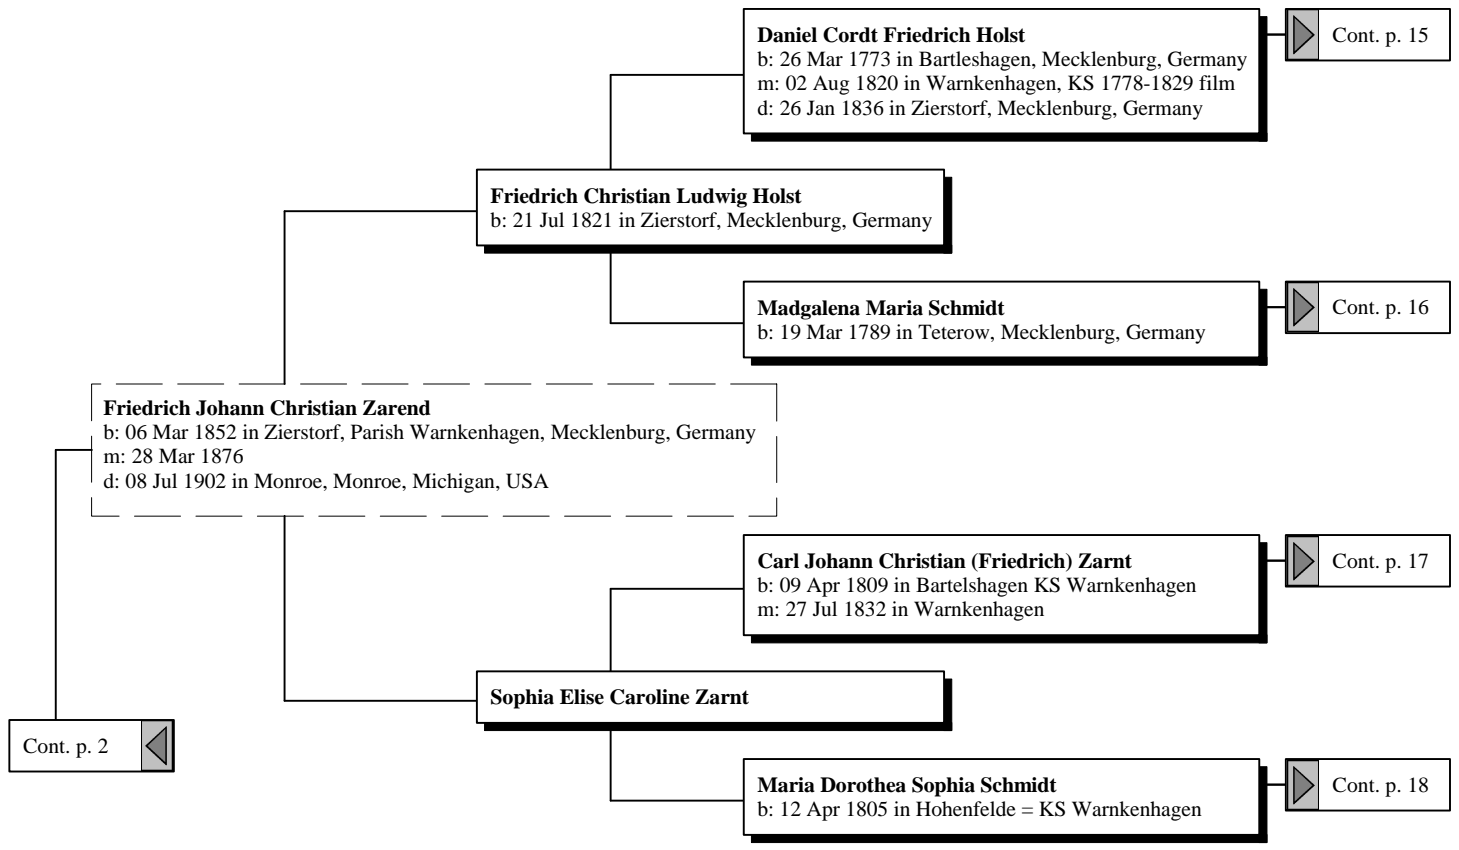 Daniel Cordt Friedrich Holst
b: 26 Mar 1773 in Bartleshagen, Mecklenburg, Germany
m: 02 Aug 1820 in Warnkenhagen, KS 1778-1829 film
d: 26 Jan 1836 in Zierstorf, Mecklenburg, Germany
Cont. p. 15
Friedrich Christian Ludwig Holst
b: 21 Jul 1821 in Zierstorf, Mecklenburg, Germany
Madgalena Maria Schmidt
b: 19 Mar 1789 in Teterow, Mecklenburg, Germany
Cont. p. 16
Friedrich Johann Christian Zarend
b: 06 Mar 1852 in Zierstorf, Parish Warnkenhagen, Mecklenburg, Germany
m: 28 Mar 1876
d: 08 Jul 1902 in Monroe, Monroe, Michigan, USA
Carl Johann Christian (Friedrich) Zarnt
b: 09 Apr 1809 in Bartelshagen KS Warnkenhagen
m: 27 Jul 1832 in Warnkenhagen
Cont. p. 17
Sophia Elise Caroline Zarnt
Cont. p. 2
Maria Dorothea Sophia Schmidt
b: 12 Apr 1805 in Hohenfelde = KS Warnkenhagen
Cont. p. 18